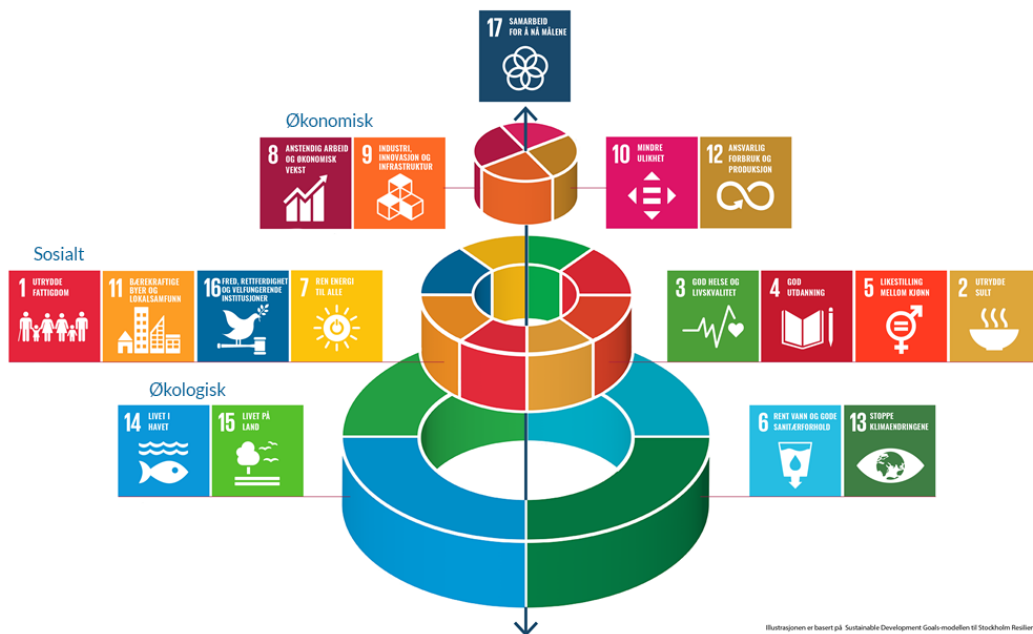 17 SAMARBEID
FOR Å NÅ MÅLENE
Økonomisk
8 ANSTENDIG ARBEID
OG ØKONOMISK
VEKST
9 INDUSTRI,
INNOVASJON OG
INFRASTRUKTUR
10 MINDRE
ULIKHET
12 ANSVARLIG
FORBRUK OG
PRODUKSJON
Sosialt
1 UTRYDDE
FATTIGDOM
11 BÆREKRAFTIGE
BYER OG
LOKALSAMFUNN
16 FRED, RETTFERDIGHET
OG VELFUNGERENDE
INSTITUSJONER
7 REN ENERGI
TIL ALLE
3 GOD HELSE OG
LIVSKVALITET
4 GOD
UTDANNING
5 LIKESTILLING
MELLOM KJØNN
2 UTRYDDE
SULT
Økologisk
14 LIVET I
HAVET
15 LIVET PÅ
LAND
6 RENT VANN OG GODE
SANITÆRFORHOLD
13 STOPPE
KLIMAENDRINGENE
Illustrasjonen er basert på Sustainable Development Goals-modellen til Stockholm Resilien